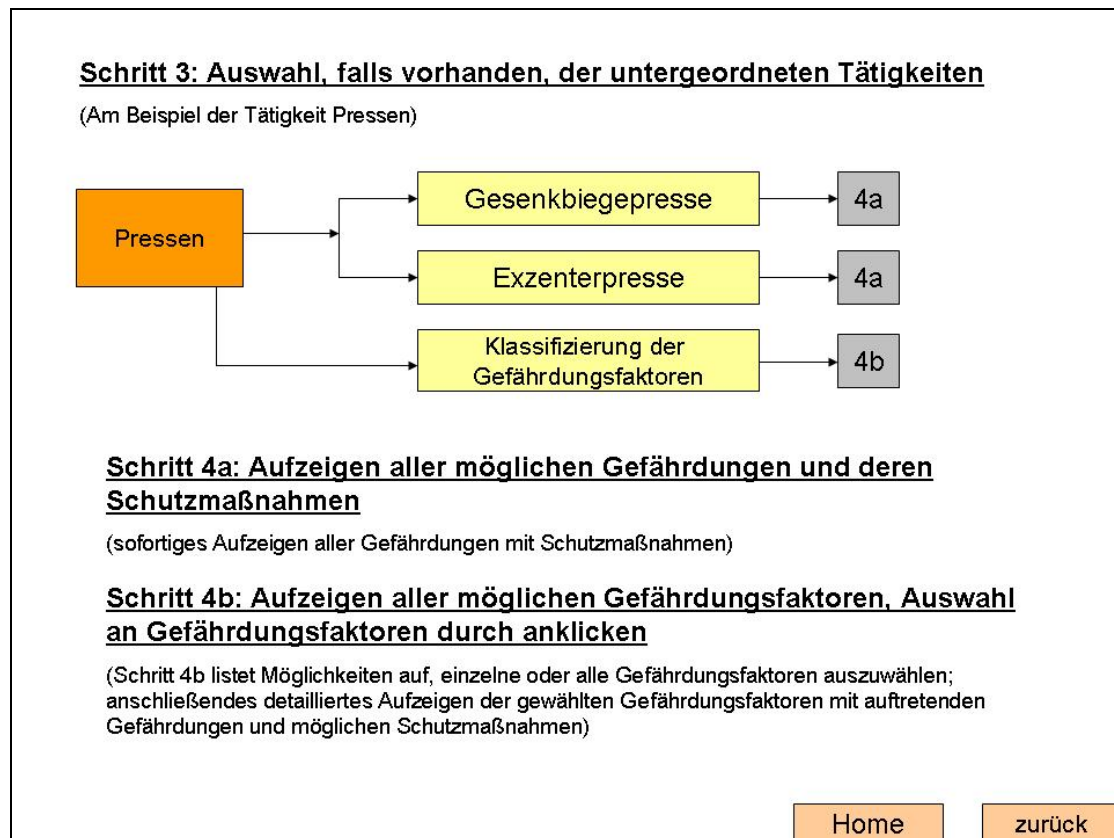 Schritt 3: Auswahl, falls vorhanden, der untergeordneten Tätigkeiten
(Am Beispiel der Tätigkeit Pressen)
Pressen
Gesenkbiegepresse
4a
Exzenterpresse
4a
Klassifizierung der
Gefährdungsfaktoren
4b
Schritt 4a: Aufzeigen aller möglichen Gefährdungen und deren
Schutzmaßnahmen
(sofortiges Aufzeigen aller Gefährdungen mit Schutzmaßnahmen)
Schritt 4b: Aufzeigen aller möglichen Gefährdungsfaktoren, Auswahl
an Gefährdungsfaktoren durch anklicken
(Schritt 4b listet Möglichkeiten auf, einzelne oder alle Gefährdungsfaktoren auszuwählen;
anschließendes detailliertes Aufzeigen der gewählten Gefährdungsfaktoren mit auftretenden
Gefährdungen und möglichen Schutzmaßnahmen)
Home
zurück